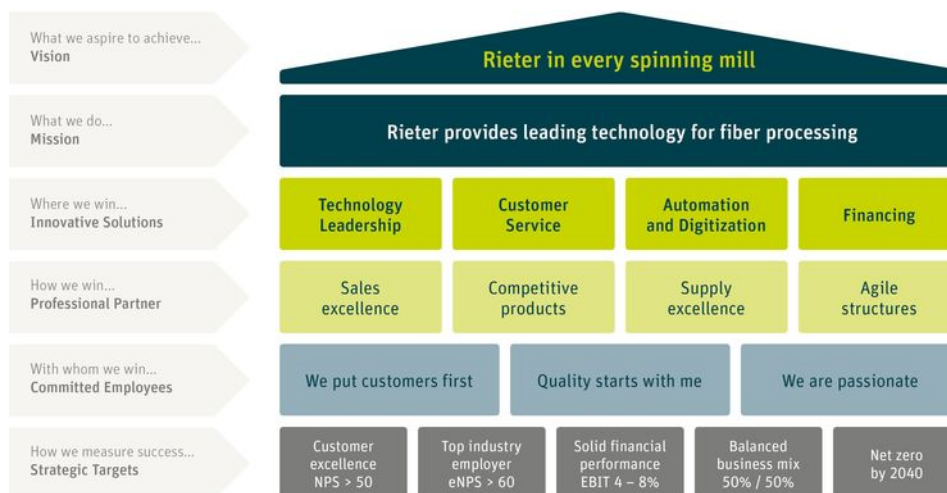 What we aspire to achieve...
Vision
Rieter in every spinning mill
What we do...
Mission
Rieter provides leading technology for fiber processing
Where we win...
Innovative Solutions
Technology
Leadership
Customer
Service
Automation
and Digitization
Financing
How we win...
Professional Partner
Sales
excellence
Competitive
products
Supply
excellence
Agile
structures
With whom we win...
Committed Employees
We put customers first
Quality starts with me
We are passionate
How we measure success...
Strategic Targets
Customer
excellence
NPS > 50
Top industry
employer
eNPS > 60
Solid financial
performance
EBIT 4 – 8%
Balanced
business mix
50% / 50%
Net zero
by 2040